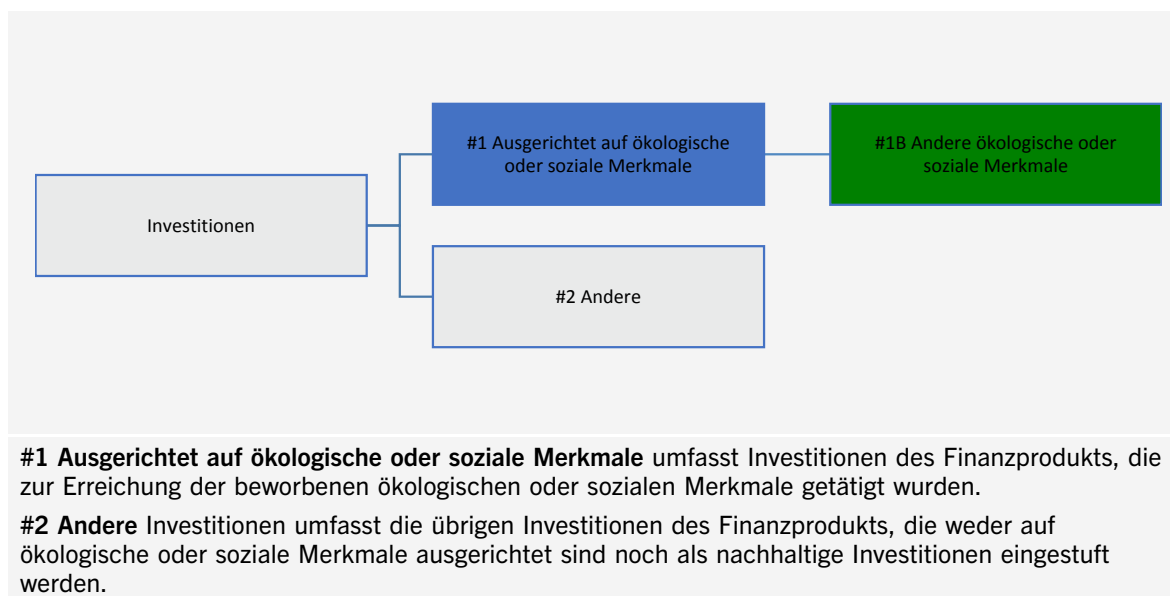 #1 Ausgerichtet auf ökologische
oder soziale Merkmale
#1B Andere ökologische oder
soziale Merkmale
Investitionen
#2 Andere
#1 Ausgerichtet auf ökologische oder soziale Merkmale umfasst Investitionen des Finanzprodukts, die
zur Erreichung der beworbenen ökologischen oder sozialen Merkmale getätigt wurden.
#2 Andere Investitionen umfasst die übrigen Investitionen des Finanzprodukts, die weder auf
ökologische oder soziale Merkmale ausgerichtet sind noch als nachhaltige Investitionen eingestuft
werden.